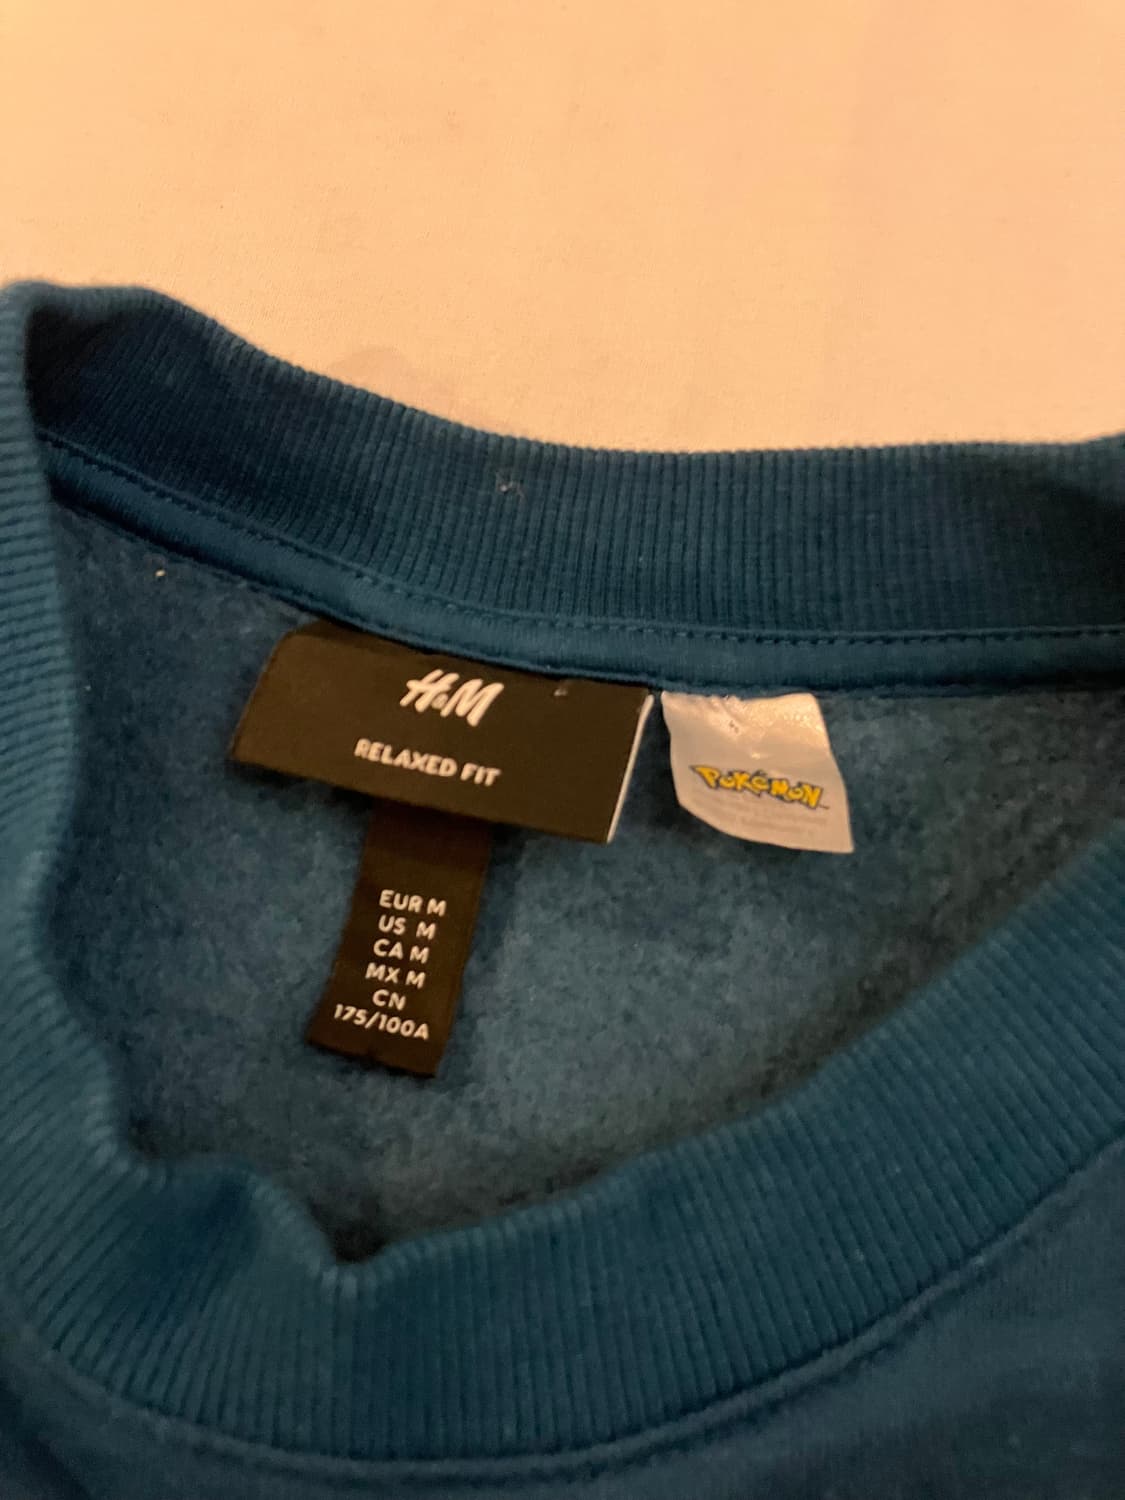 H&M
RELAXED FIT
POKéMON
EUR M
US M
CA M
MX M
CN
175/100A